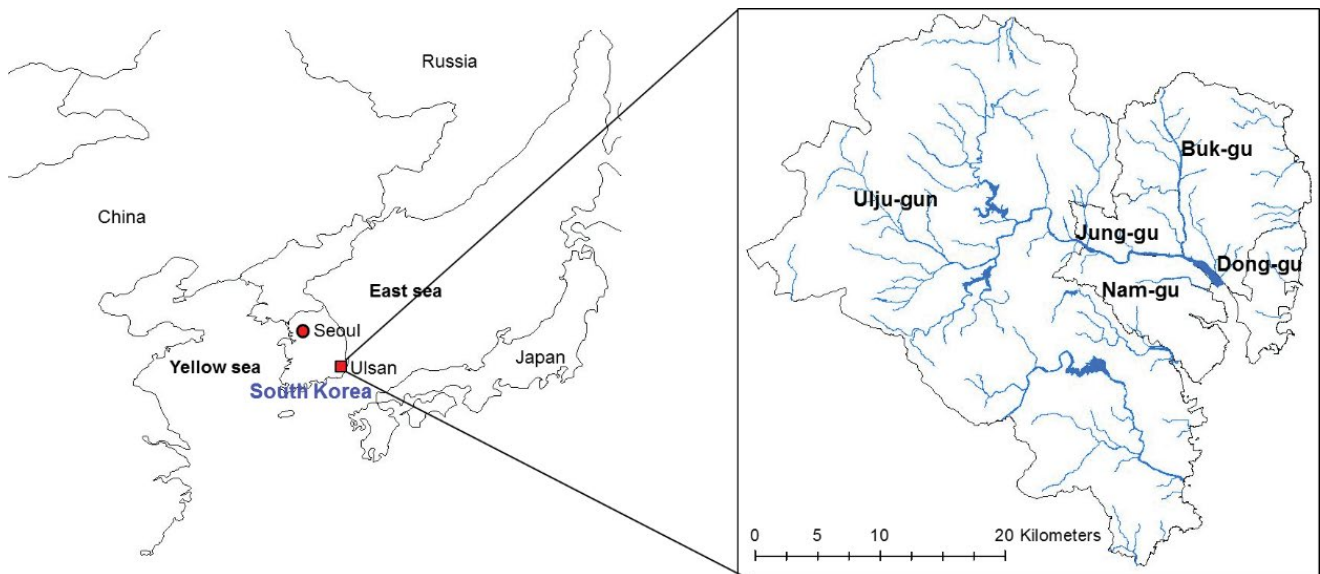 Russia
China
East sea
Seoul
Japan
Yellow sea
Ulsan
South Korea
Buk-gu
Ulju-gun
Jung-gu
Dong-gu
Nam-gu
0 5 10 20 Kilometers